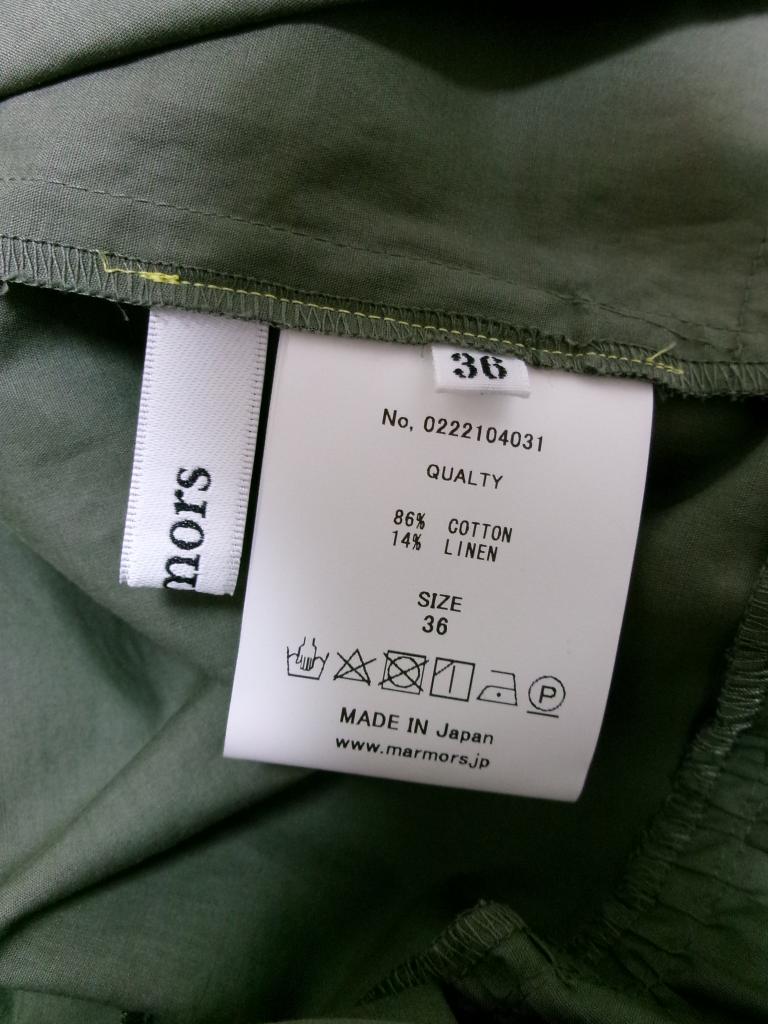 36
No, 0222104031
QUALTY
86% COTTON
14% LINEN
SIZE
36
P
MADE IN Japan
www.marmors.jp
mors